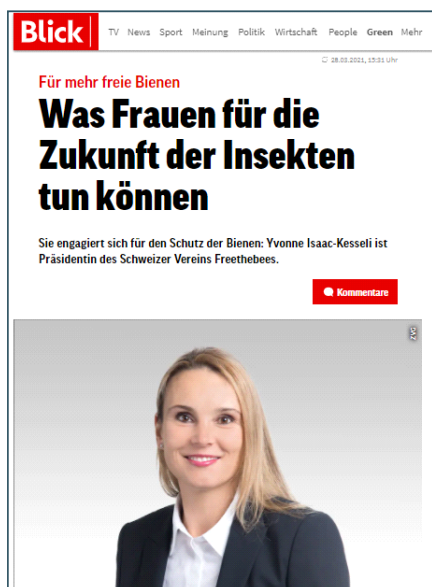 Blick
TV News Sport Meinung Politik Wirtschaft People Green Mehr
28.03.2021, 13:31 Uhr
Für mehr freie Bienen
Was Frauen für die
Zukunft der Insekten
tun können
Sie engagiert sich für den Schutz der Bienen: Yvonne Isaac-Kesseli ist
Präsidentin des Schweizer Vereins Freethebees.
Kommentare
ZVG